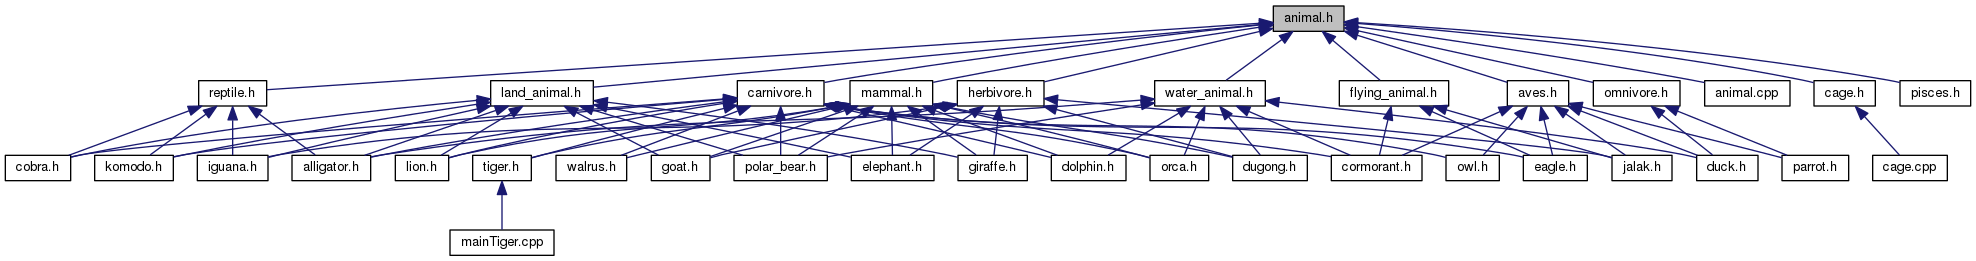 animal.h
reptile.h
land_animal.h
carnivore.h
mammal.h
herbivore.h
water_animal.h
flying_animal.h
aves.h
omnivore.h
animal.cpp
cage.h
pisces.h
cobra.h
komodo.h
iguana.h
alligator.h
lion.h
tiger.h
walrus.h
goat.h
polar_bear.h
elephant.h
giraffe.h
dolphin.h
orca.h
dugong.h
cormorant.h
owl.h
eagle.h
jalak.h
duck.h
parrot.h
cage.cpp
mainTiger.cpp